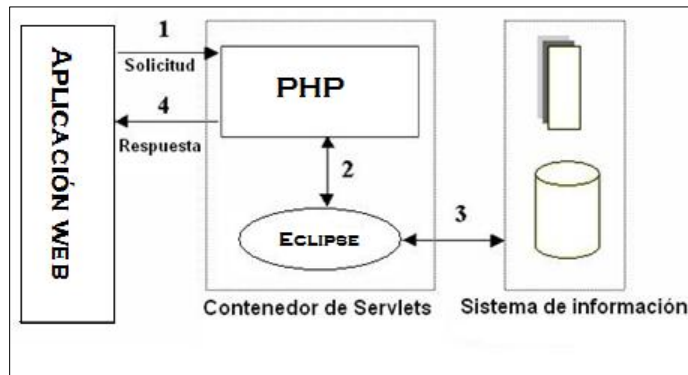 APLICACIÓN WEB
1
Solicitud
4
Respuesta
PHP
2
ECLIPSE
3
Contenedor de Servlets
Sistema de información